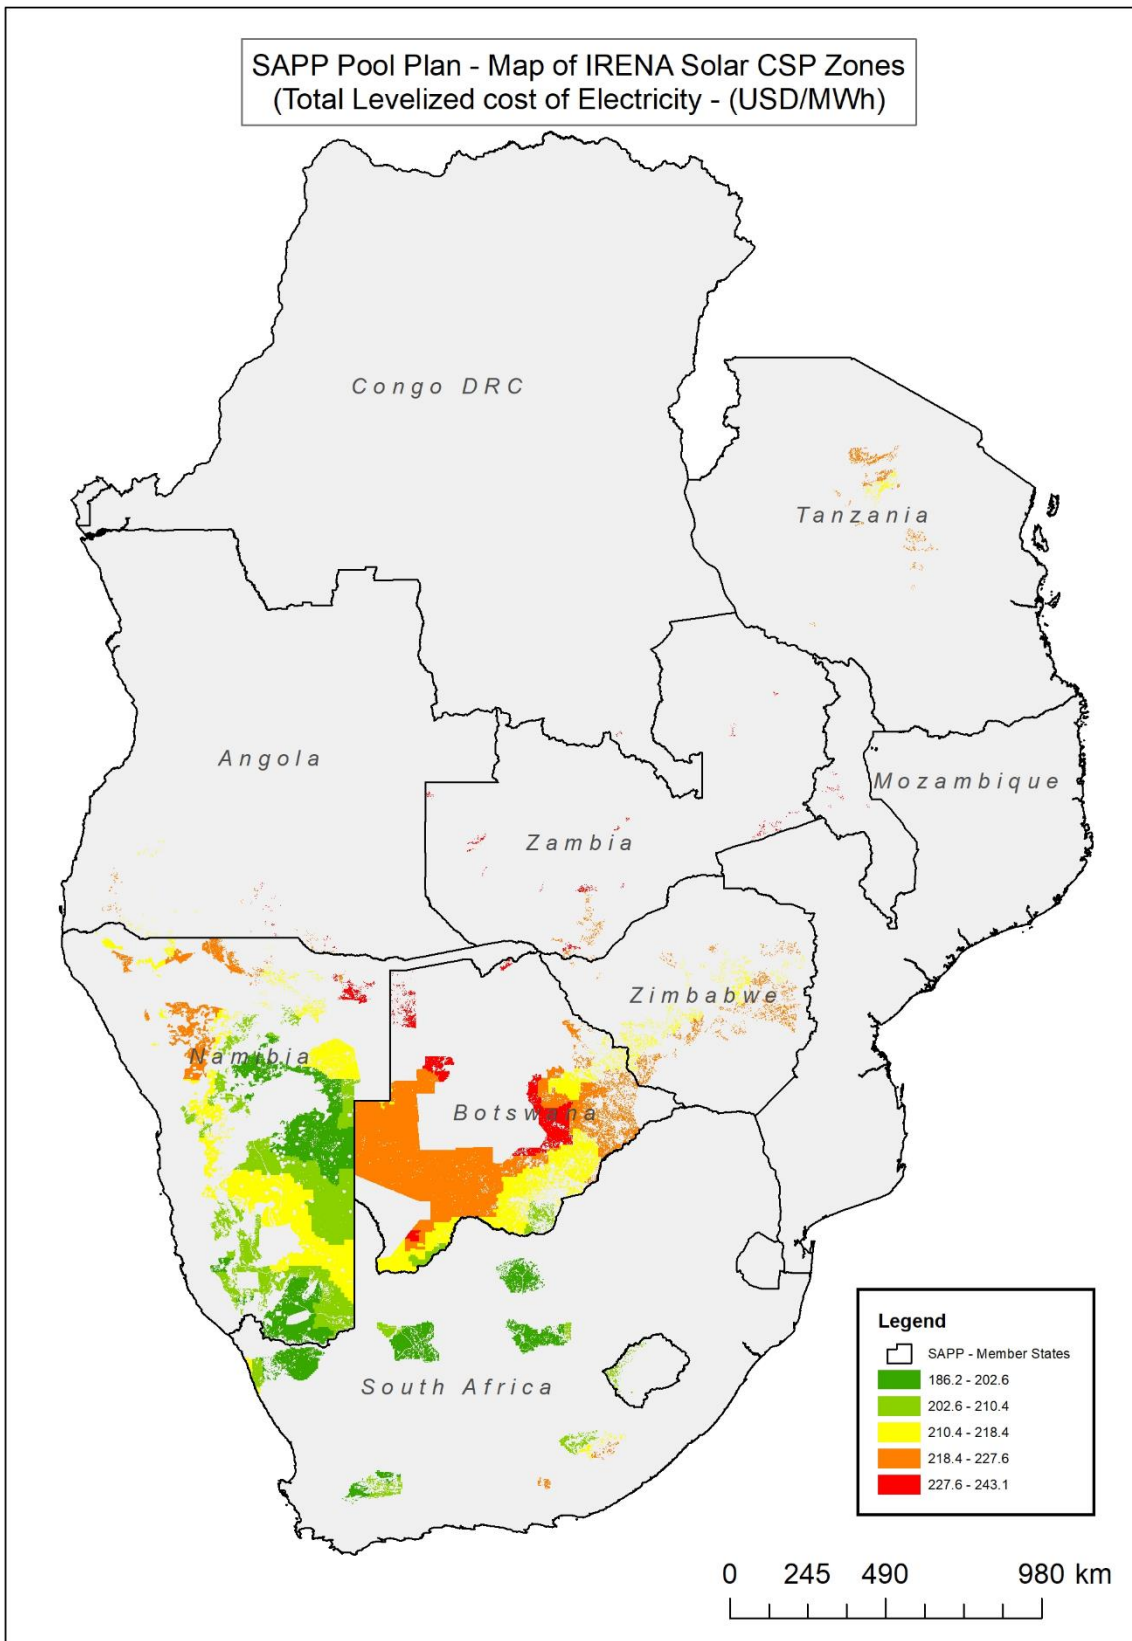 SAPP Pool Plan - Map of IRENA Solar CSP Zones
(Total Levelized cost of Electricity - (USD/MWh)
Congo DRC
Tanzania
Angola
Mozambique
Zambia
Zimbabwe
Namibia
Botswana
South Africa
Legend
SAPP - Member States
186.2 - 202.6
202.6 - 210.4
210.4 - 218.4
218.4 - 227.6
227.6 - 243.1
0 245 490 980 km